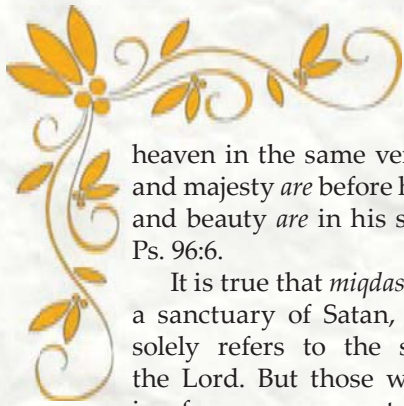 heaven in the same ver
and majesty are before h
and beauty are in his s
Ps. 96:6.
It is true that miqdas
a sanctuary of Satan,
solely refers to the s
the Lord. But those w